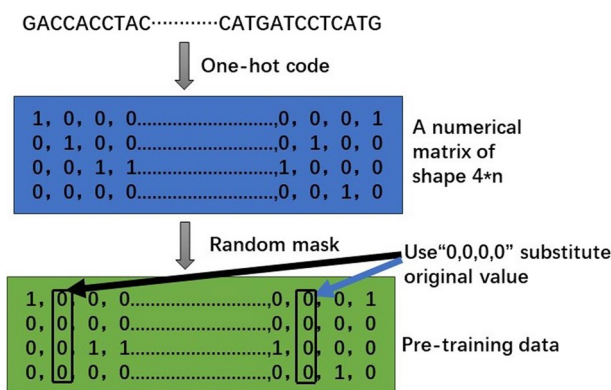 GACCACCTAC············CATGATCCTCATG
One-hot code
1, 0, 0, 0..............................,0, 0, 0, 1
0, 1, 0, 0..............................,0, 1, 0, 0
0, 0, 1, 1..............................,1, 0, 0, 0
0, 0, 0, 0..............................,0, 0, 1, 0
A numerical
matrix of
shape 4*n
Random mask
Use“0,0,0,0” substitute
original value
1, 0, 0, 0..............................,0, 0, 0, 1
0, 0, 0, 0..............................,0, 0, 0, 0
0, 0, 1, 1..............................,1, 0, 0, 0
0, 0, 0, 0..............................,0, 0, 1, 0
Pre-training data